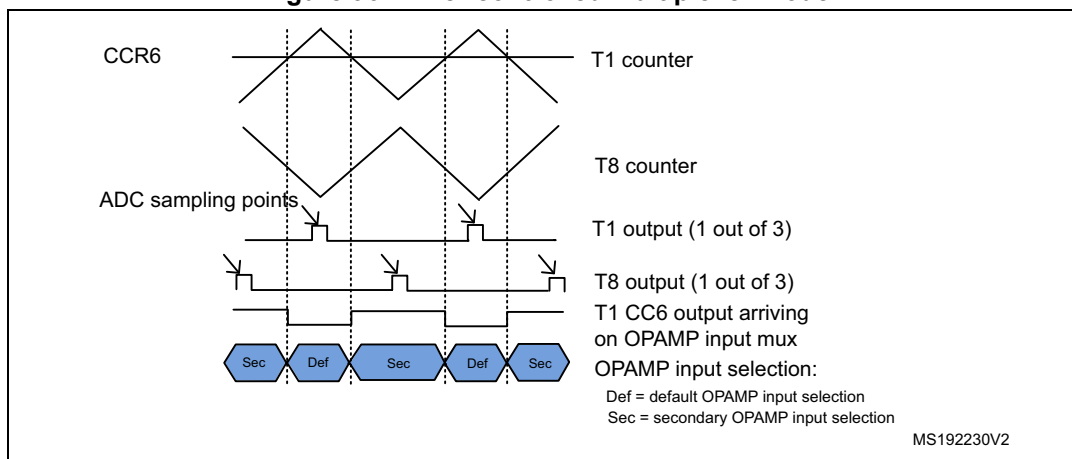 CCR6
T1 counter
T8 counter
ADC sampling points
T1 output (1 out of 3)
T8 output (1 out of 3)
T1 CC6 output arriving
on OPAMP input mux
Sec Def Sec Def Sec
OPAMP input selection:
Def = default OPAMP input selection
Sec = secondary OPAMP input selection
MS192230V2